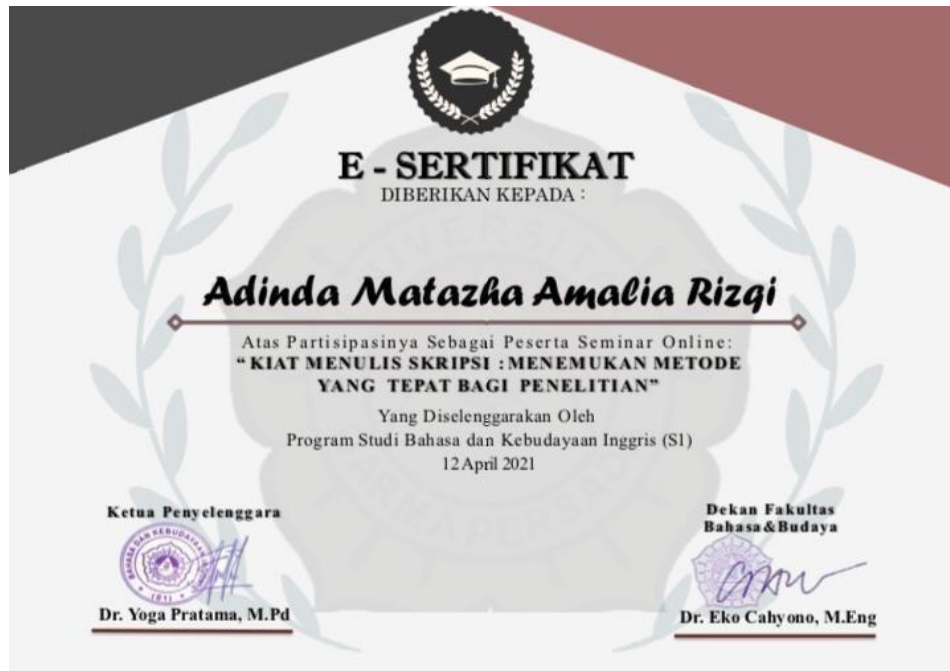 E - SERTIFIKAT
DIBERIKAN KEPADA :
Adinda Matazha Amalia Rizqi
Atas Partisipasinya Sebagai Peserta Seminar Online:
“ KIAT MENULIS SKRIPSI : MENEMUKAN METODE
YANG TEPAT BAGI PENELITIAN”
Yang Diselenggarakan Oleh
Program Studi Bahasa dan Kebudayaan Inggris (S1)
12 April 2021
Ketua Penyelenggara
Dr. Yoga Pratama, M.Pd
Dekan Fakultas
Bahasa&Budaya
Dr. Eko Cahyono, M.Eng